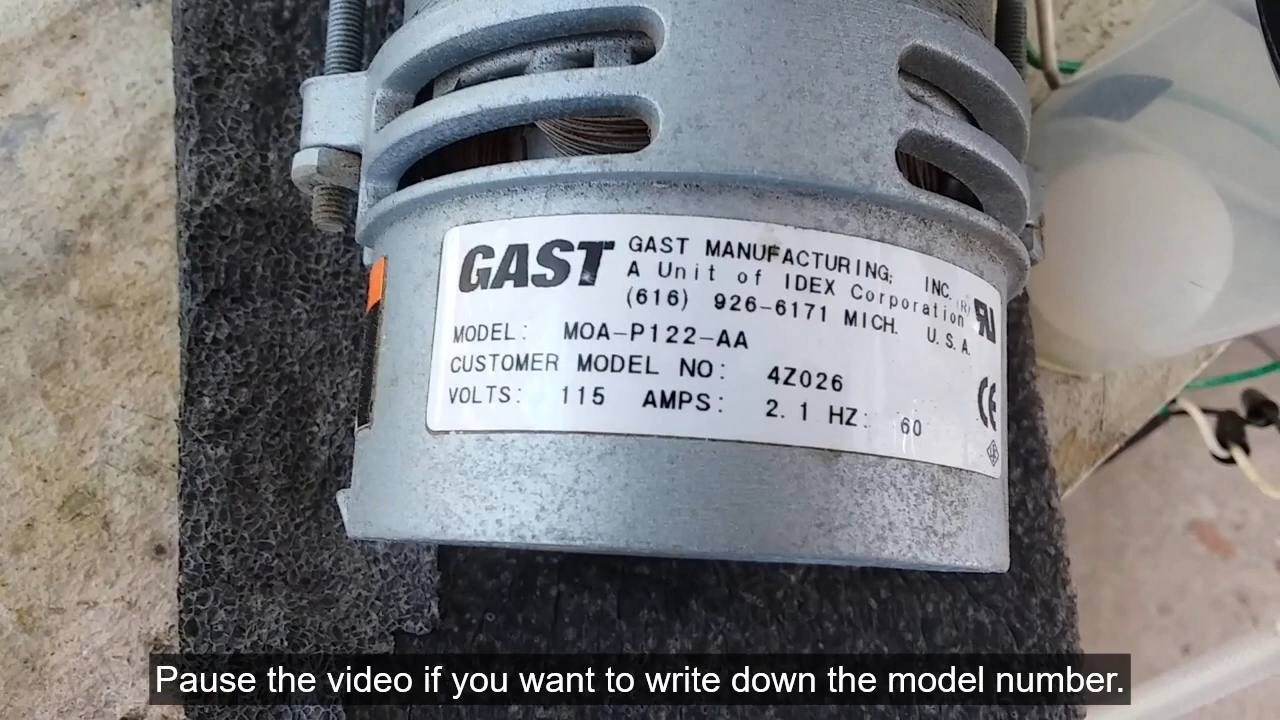 GAST
GAST MANUFACTURING, INC. (R)
A Unit of IDEX Corporation
(616) 926-6171 MICH. U.S.A.
MODEL: MOA-P122-AA
CUSTOMER MODEL NO: 4Z026
VOLTS: 115 AMPS: 2.1 HZ: 60
Pause the video if you want to write down the model number.